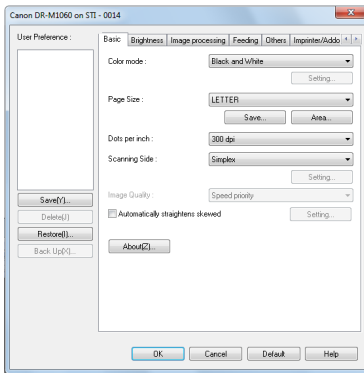 Canon DR-M1060 on STI - 0014
User Preference :
Save(Y)...
Delete(J)
Restore(I)...
Back Up(X)...
Basic Brightness Image processing Feeding Others Imprinter/Addo
Color mode : Black and White
Setting...
Page Size : LETTER
Save... Area...
Dots per inch : 300 dpi
Scanning Side : Simplex
Setting...
Image Quality : Speed priority
Automatically straightens skewed Setting...
About(Z)...
OK Cancel Default Help